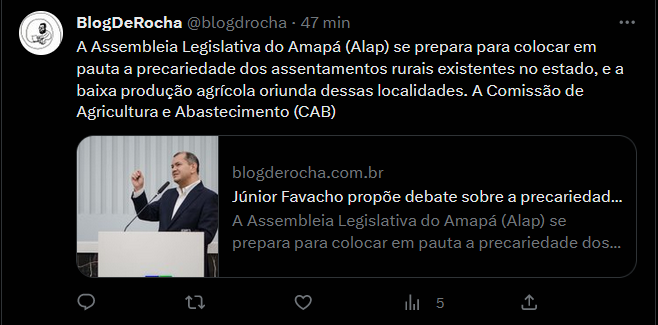 BlogDeRocha @blogdrocha · 47 min
A Assembleia Legislativa do Amapá (Alap) se prepara para colocar em
pauta a precariedade dos assentamentos rurais existentes no estado, e a
baixa produção agrícola oriunda dessas localidades. A Comissão de
Agricultura e Abastecimento (CAB)
blogderocha.com.br
Júnior Favacho propõe debate sobre a precariedad...
A Assembleia Legislativa do Amapá (Alap) se
prepara para colocar em pauta a precariedade dos...
5